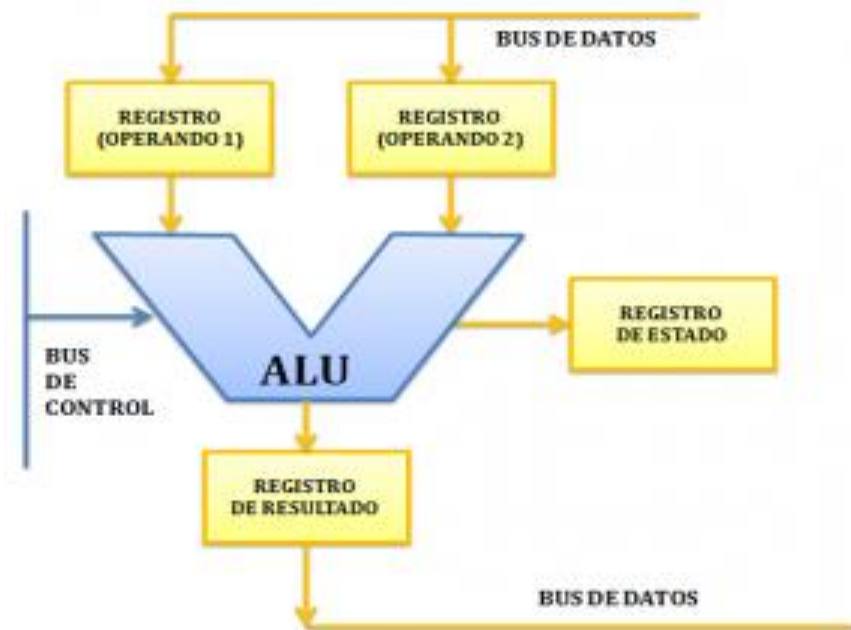 BUS DE DATOS
REGISTRO
(OPERANDO 1)
REGISTRO
(OPERANDO 2)
REGISTRO
DE ESTADO
BUS
DE
CONTROL
ALU
REGISTRO
DE RESULTADO
BUS DE DATOS